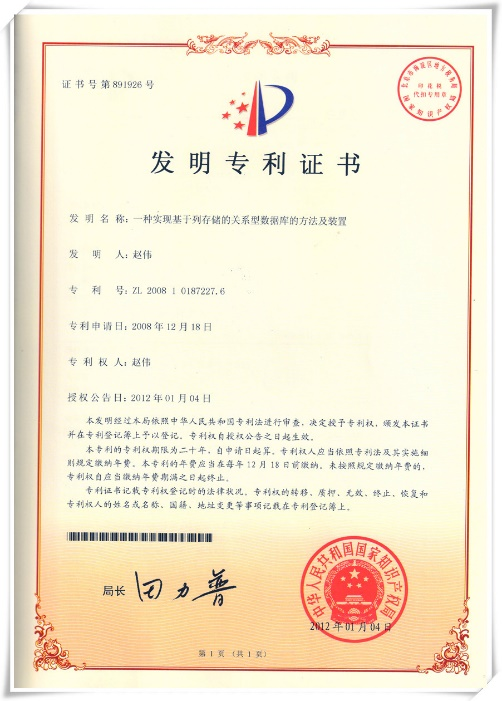 证书号第891926号
印花税
代扣专用章
国家知识产权局
发明专利证书
发明名称：一种实现基于列存储的关系型数据库的方法及装置
发明人：赵伟
专利号：ZL 2008 1 0187227.6
专利申请日：2008年12月18日
专利权人：赵伟
授权公告日：2012年01月04日
本发明经过本局依照中华人民共和国专利法进行审查，决定授予专利权，颁发本证书
并在专利登记簿上予以登记。专利权自授权公告之日起生效。
本专利的专利权期限为二十年，自申请日起算。专利权人应当依照专利法及其实施细
则规定缴纳年费。本专利的年费应当在每年12月18日前缴纳。未按照规定缴纳年费的，
专利权自应当缴纳年费期满之日起终止。
专利证书记载专利权登记时的法律状况。专利权的转移、质押、无效、终止、恢复和
专利权人的姓名或名称、国籍、地址变更等事项记载在专利登记簿上。
局长 田力普
中华人民共和国国家知识产权局
2012年01月04日
第1页（共1页）